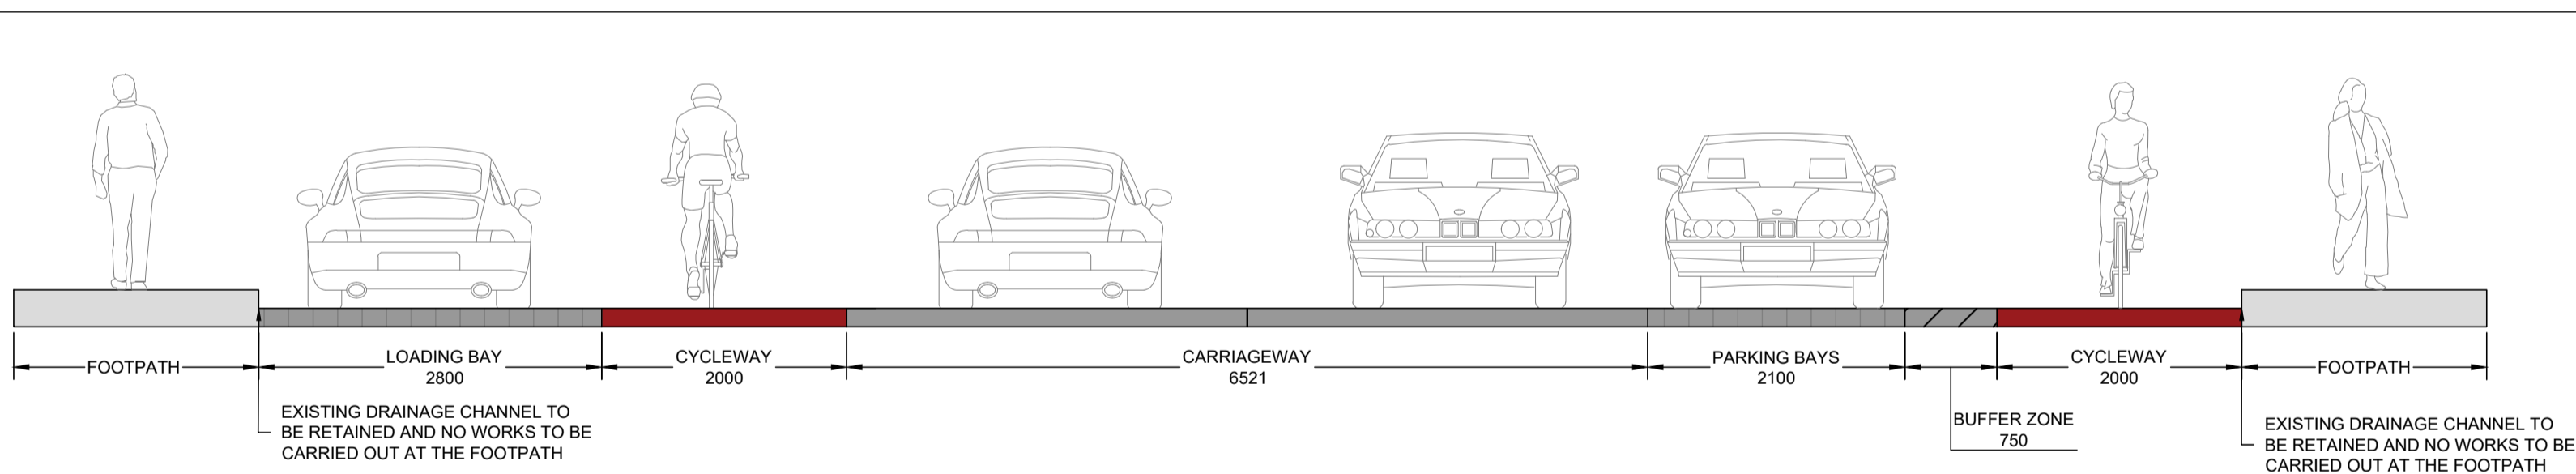 FOOTPATH
LOADING BAY
2800
CYCLEWAY
2000
CARRIAGEWAY
6521
PARKING BAYS
2100
CYCLEWAY
2000
FOOTPATH
EXISTING DRAINAGE CHANNEL TO
BE RETAINED AND NO WORKS TO BE
CARRIED OUT AT THE FOOTPATH
BUFFER ZONE
750
EXISTING DRAINAGE CHANNEL TO
BE RETAINED AND NO WORKS TO BE
CARRIED OUT AT THE FOOTPATH